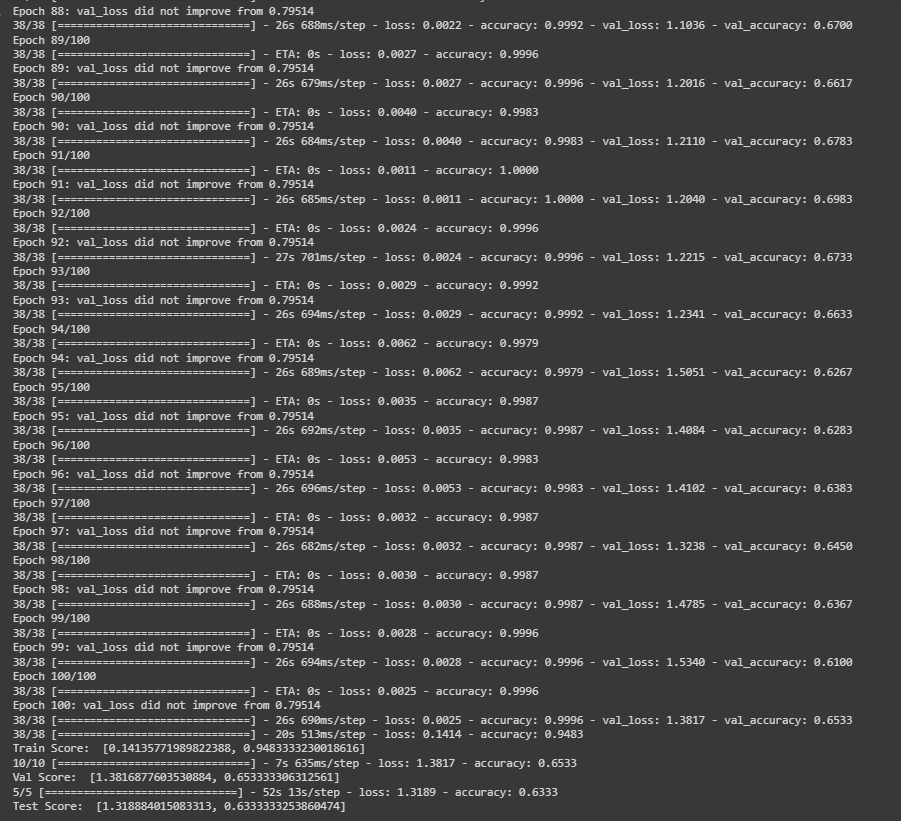 Epoch 88: val_loss did not improve from 0.79514
38/38 [==============================] - 26s 688ms/step - loss: 0.0022 - accuracy: 0.9992 - val_loss: 1.1036 - val_accuracy: 0.6700
Epoch 89/100
38/38 [==============================] - ETA: 0s - loss: 0.0027 - accuracy: 0.9996
Epoch 89: val_loss did not improve from 0.79514
38/38 [==============================] - 26s 679ms/step - loss: 0.0027 - accuracy: 0.9996 - val_loss: 1.2016 - val_accuracy: 0.6617
Epoch 90/100
38/38 [==============================] - ETA: 0s - loss: 0.0040 - accuracy: 0.9983
Epoch 90: val_loss did not improve from 0.79514
38/38 [==============================] - 26s 684ms/step - loss: 0.0040 - accuracy: 0.9983 - val_loss: 1.2110 - val_accuracy: 0.6783
Epoch 91/100
38/38 [==============================] - ETA: 0s - loss: 0.0011 - accuracy: 1.0000
Epoch 91: val_loss did not improve from 0.79514
38/38 [==============================] - 26s 685ms/step - loss: 0.0011 - accuracy: 1.0000 - val_loss: 1.2040 - val_accuracy: 0.6983
Epoch 92/100
38/38 [==============================] - ETA: 0s - loss: 0.0024 - accuracy: 0.9996
Epoch 92: val_loss did not improve from 0.79514
38/38 [==============================] - 27s 701ms/step - loss: 0.0024 - accuracy: 0.9996 - val_loss: 1.2215 - val_accuracy: 0.6733
Epoch 93/100
38/38 [==============================] - ETA: 0s - loss: 0.0029 - accuracy: 0.9992
Epoch 93: val_loss did not improve from 0.79514
38/38 [==============================] - 26s 694ms/step - loss: 0.0029 - accuracy: 0.9992 - val_loss: 1.2341 - val_accuracy: 0.6633
Epoch 94/100
38/38 [==============================] - ETA: 0s - loss: 0.0062 - accuracy: 0.9979
Epoch 94: val_loss did not improve from 0.79514
38/38 [==============================] - 26s 689ms/step - loss: 0.0062 - accuracy: 0.9979 - val_loss: 1.5051 - val_accuracy: 0.6267
Epoch 95/100
38/38 [==============================] - ETA: 0s - loss: 0.0035 - accuracy: 0.9987
Epoch 95: val_loss did not improve from 0.79514
38/38 [==============================] - 26s 692ms/step - loss: 0.0035 - accuracy: 0.9987 - val_loss: 1.4084 - val_accuracy: 0.6283
Epoch 96/100
38/38 [==============================] - ETA: 0s - loss: 0.0053 - accuracy: 0.9983
Epoch 96: val_loss did not improve from 0.79514
38/38 [==============================] - 26s 696ms/step - loss: 0.0053 - accuracy: 0.9983 - val_loss: 1.4102 - val_accuracy: 0.6383
Epoch 97/100
38/38 [==============================] - ETA: 0s - loss: 0.0032 - accuracy: 0.9987
Epoch 97: val_loss did not improve from 0.79514
38/38 [==============================] - 26s 682ms/step - loss: 0.0032 - accuracy: 0.9987 - val_loss: 1.3238 - val_accuracy: 0.6450
Epoch 98/100
38/38 [==============================] - ETA: 0s - loss: 0.0030 - accuracy: 0.9987
Epoch 98: val_loss did not improve from 0.79514
38/38 [==============================] - 26s 688ms/step - loss: 0.0030 - accuracy: 0.9987 - val_loss: 1.4785 - val_accuracy: 0.6367
Epoch 99/100
38/38 [==============================] - ETA: 0s - loss: 0.0028 - accuracy: 0.9996
Epoch 99: val_loss did not improve from 0.79514
38/38 [==============================] - 26s 694ms/step - loss: 0.0028 - accuracy: 0.9996 - val_loss: 1.5340 - val_accuracy: 0.6100
Epoch 100/100
38/38 [==============================] - ETA: 0s - loss: 0.0025 - accuracy: 0.9996
Epoch 100: val_loss did not improve from 0.79514
38/38 [==============================] - 26s 690ms/step - loss: 0.0025 - accuracy: 0.9996 - val_loss: 1.3817 - val_accuracy: 0.6533
38/38 [==============================] - 20s 513ms/step - loss: 0.1414 - accuracy: 0.9483
Train Score:  [0.14135771989822388, 0.9483333230018616]
10/10 [==============================] - 7s 635ms/step - loss: 1.3817 - accuracy: 0.6533
Val Score:  [1.3816877603530884, 0.653333306312561]
5/5 [==============================] - 52s 13s/step - loss: 1.3189 - accuracy: 0.6333
Test Score:  [1.318884015083313, 0.6333333253860474]